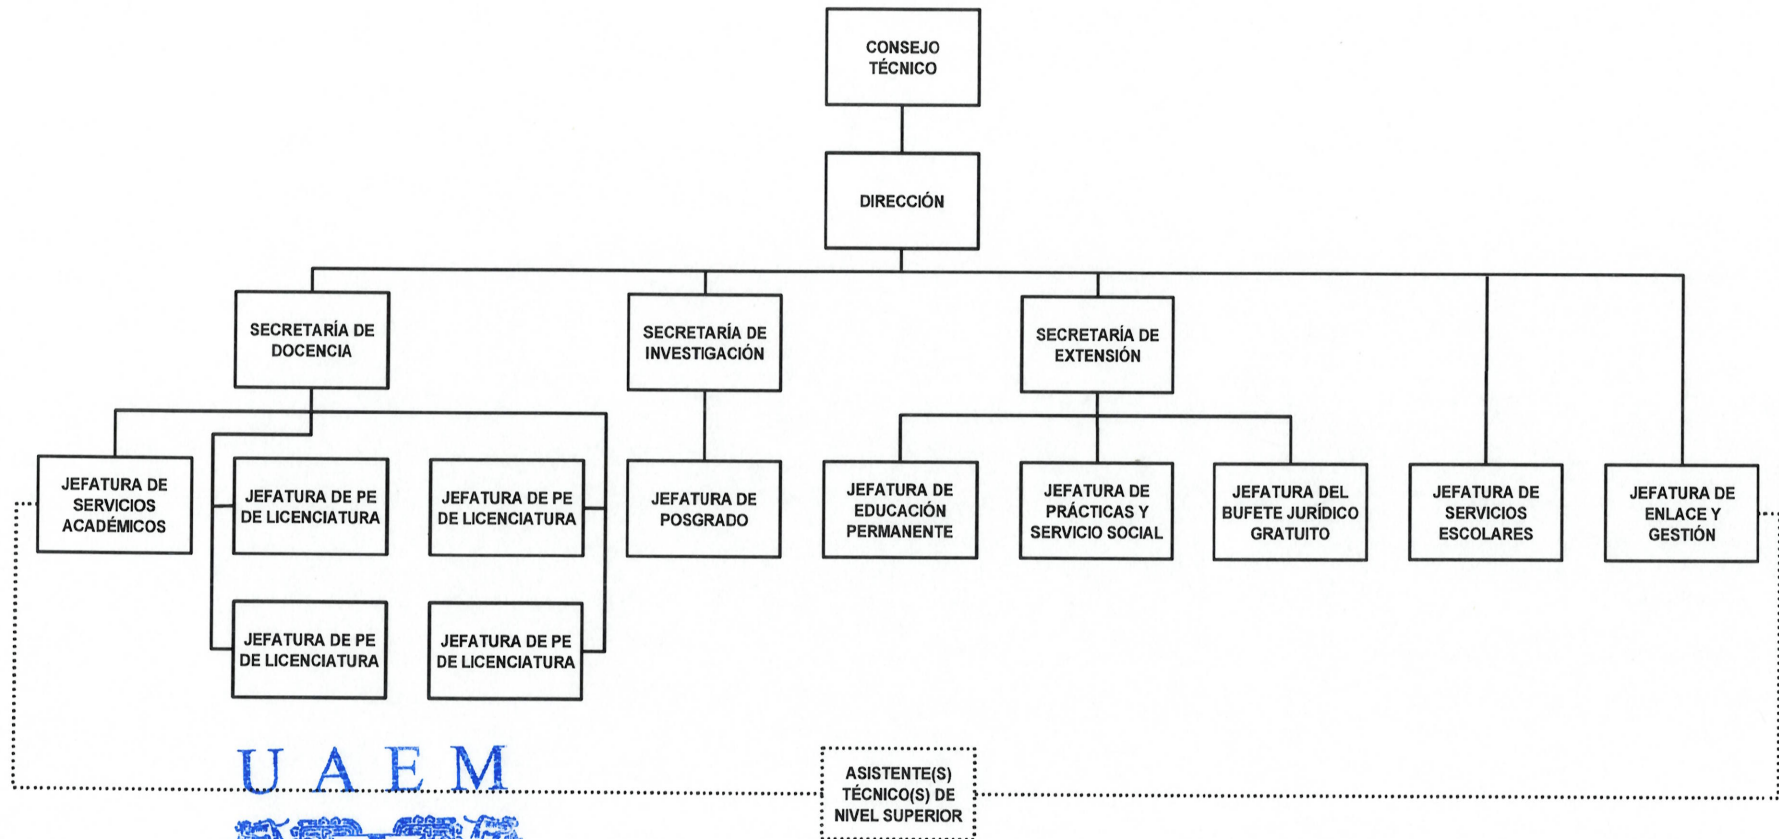 CONSEJO
TÉCNICO
DIRECCIÓN
SECRETARÍA DE
DOCENCIA
SECRETARÍA DE
INVESTIGACIÓN
SECRETARÍA DE
EXTENSIÓN
JEFATURA DE
SERVICIOS
ACADÉMICOS
JEFATURA DE PE
DE LICENCIATURA
JEFATURA DE PE
DE LICENCIATURA
JEFATURA DE
POSGRADO
JEFATURA DE
EDUCACIÓN
PERMANENTE
JEFATURA DE
PRÁCTICAS Y
SERVICIO SOCIAL
JEFATURA DEL
BUFETE JURÍDICO
GRATUITO
JEFATURA DE
SERVICIOS
ESCOLARES
JEFATURA DE
ENLACE Y
GESTIÓN
JEFATURA DE PE
DE LICENCIATURA
JEFATURA DE PE
DE LICENCIATURA
UAEM
ASISTENTE(S)
TÉCNICO(S) DE
NIVEL SUPERIOR